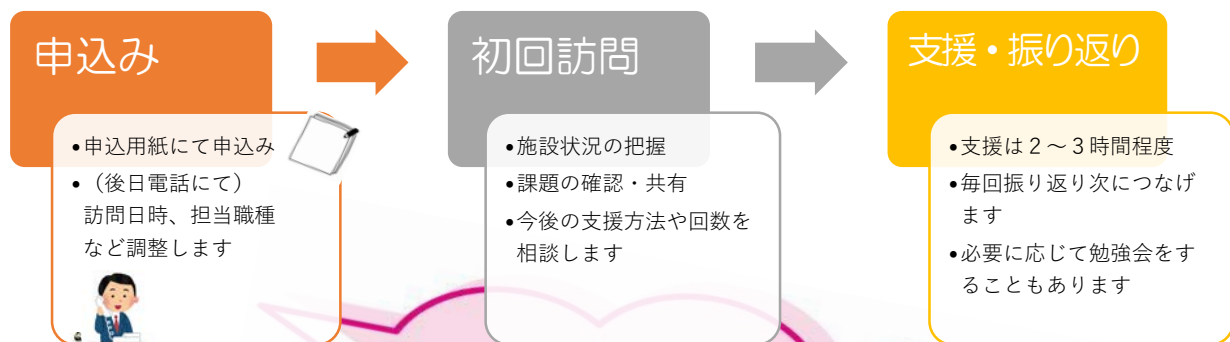 申込み
•申込用紙にて申込み
•（後日電話にて）
訪問日時、担当職種
など調整します
初回訪問
•施設状況の把握
•課題の確認・共有
•今後の支援方法や回数を
相談します
支援・振り返り
•支援は２～３時間程度
•毎回振り返り次につなげ
ます
•必要に応じて勉強会をす
ることもあります